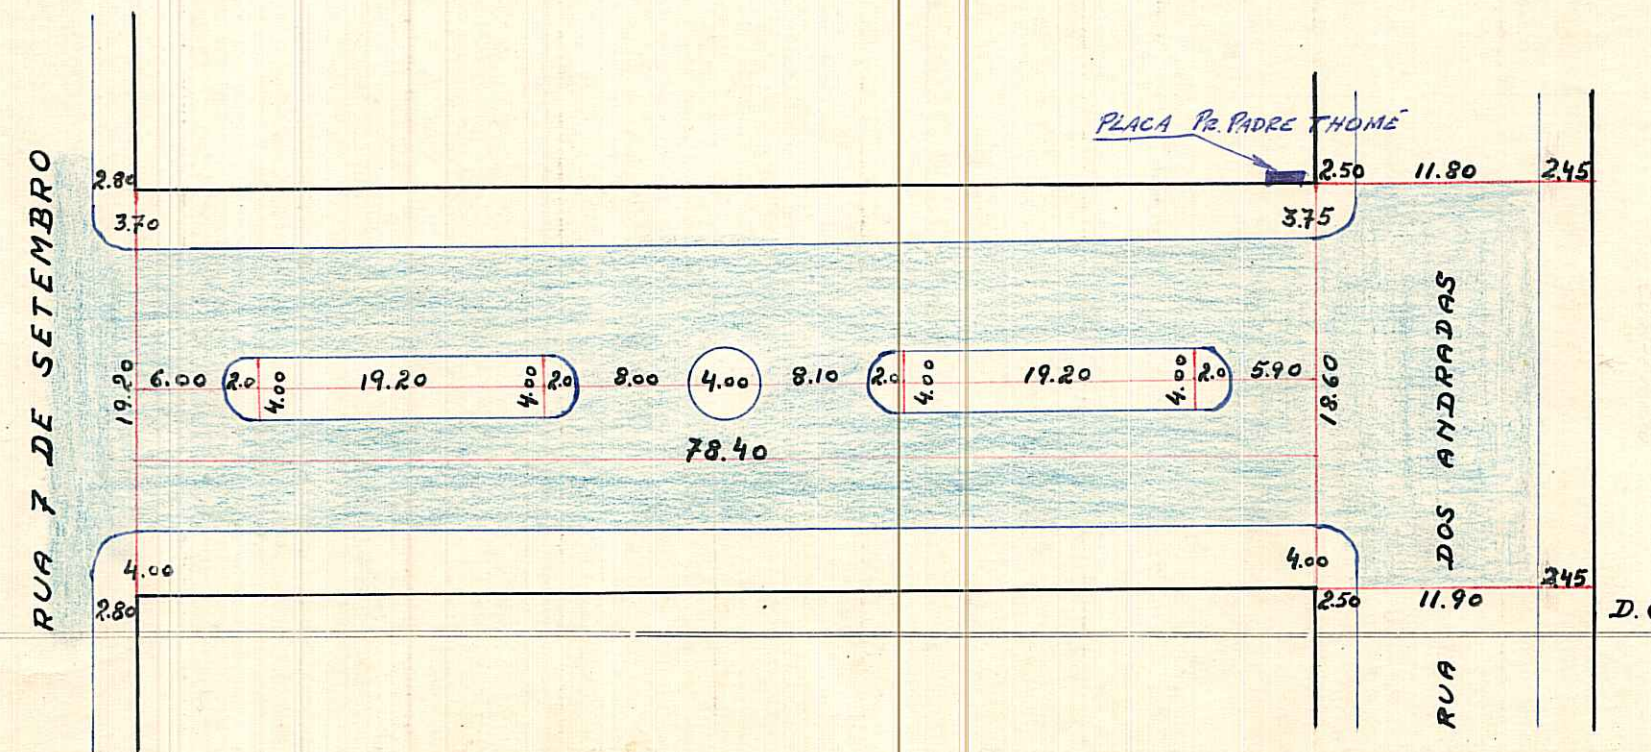 PLACA PR. PADRE THOMÉ
2.80 2.50 11.80 2.45
3.70 3.75
RUA 7 DE SETEMBRO
19.20 6.00 2.0 4.00 19.20 4.00 2.0 8.00 4.00 8.10 2.0 4.00 19.20 4.00 2.0 5.90 18.60
78.40
RUA DOS ANDRADAS
4.00 4.00
2.80 2.50 11.90 2.45
D.